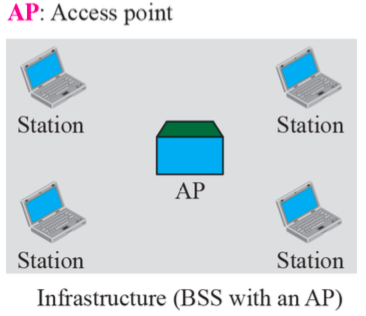 AP: Access point
Station Station
AP
Station Station
Infrastructure (BSS with an AP)